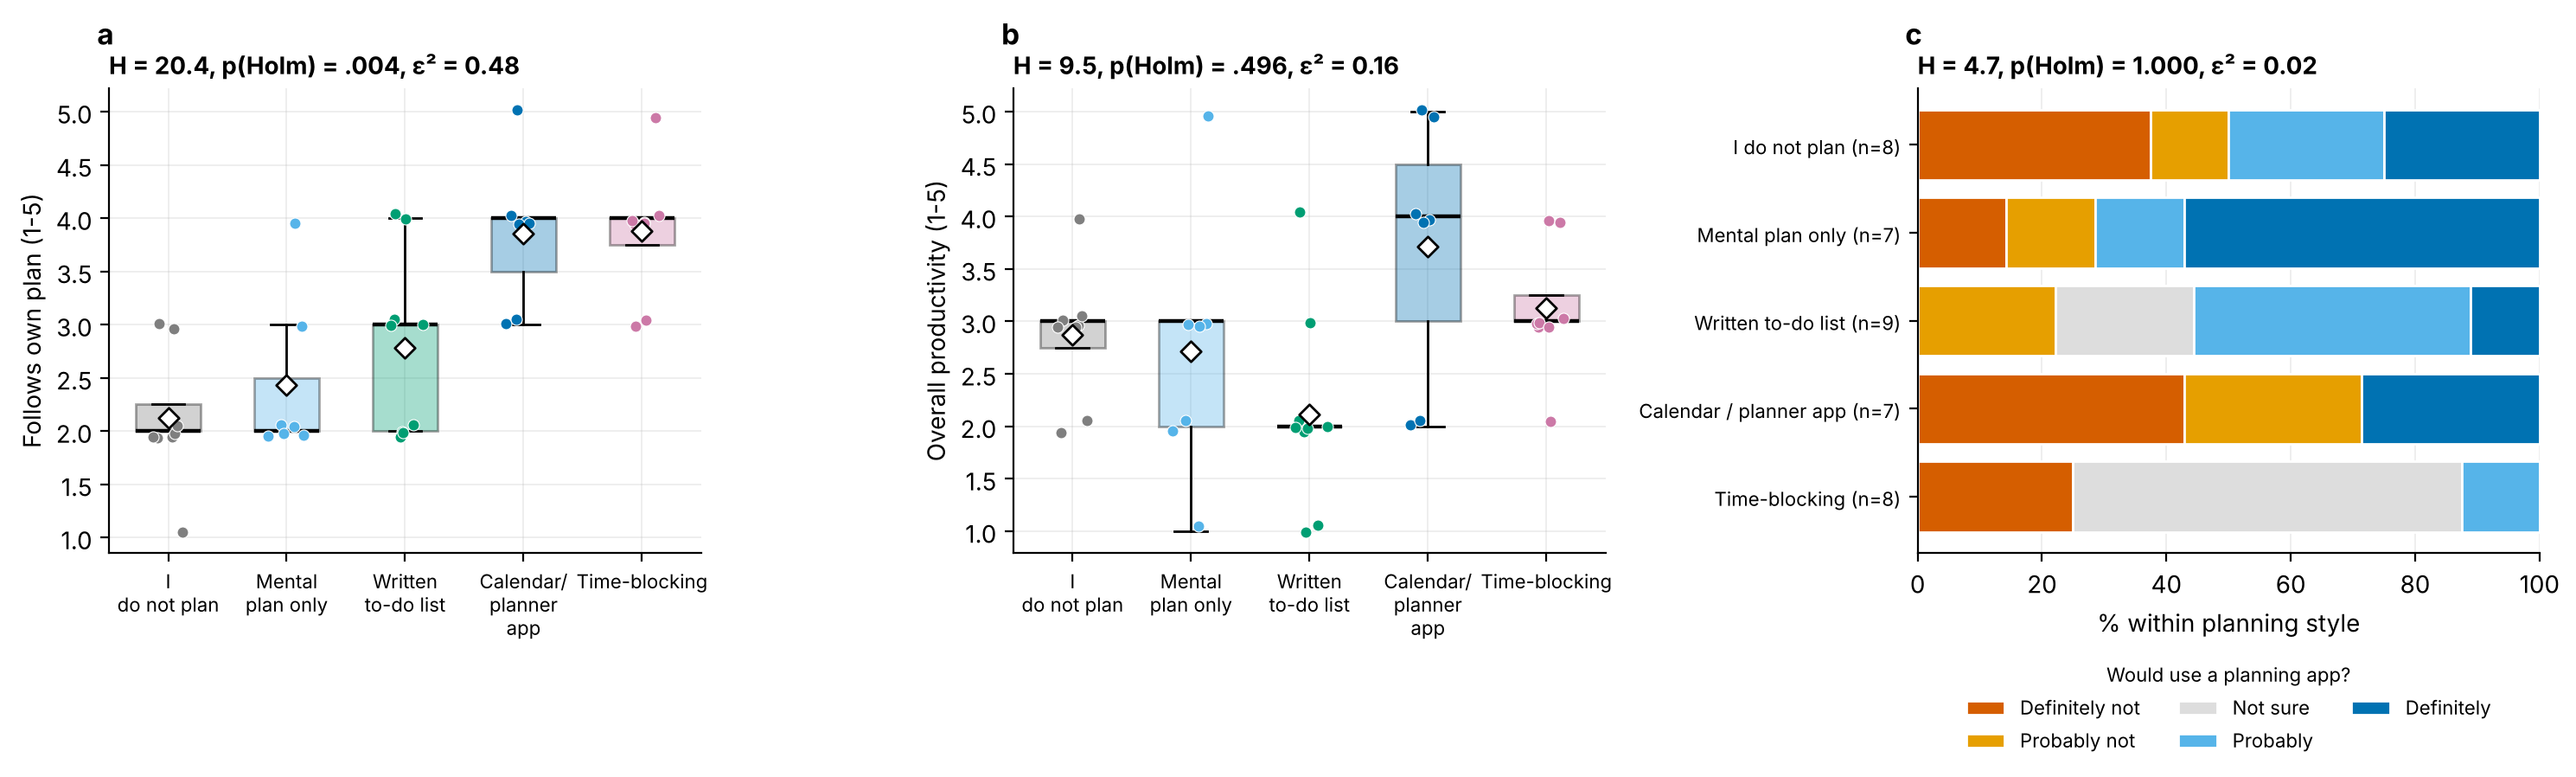 a
H = 20.4, p(Holm) = .004, ε² = 0.48
Follows own plan (1-5)
5.0
4.5
4.0
3.5
3.0
2.5
2.0
1.5
1.0
I
do not plan
Mental
plan only
Written
to-do list
Calendar/
planner
app
Time-blocking
b
H = 9.5, p(Holm) = .496, ε² = 0.16
Overall productivity (1-5)
5.0
4.5
4.0
3.5
3.0
2.5
2.0
1.5
1.0
I
do not plan
Mental
plan only
Written
to-do list
Calendar/
planner
app
Time-blocking
c
H = 4.7, p(Holm) = 1.000, ε² = 0.02
I do not plan (n=8)
Mental plan only (n=7)
Written to-do list (n=9)
Calendar / planner app (n=7)
Time-blocking (n=8)
0 20 40 60 80 100
% within planning style
Would use a planning app?
Definitely not
Probably not
Not sure
Probably
Definitely